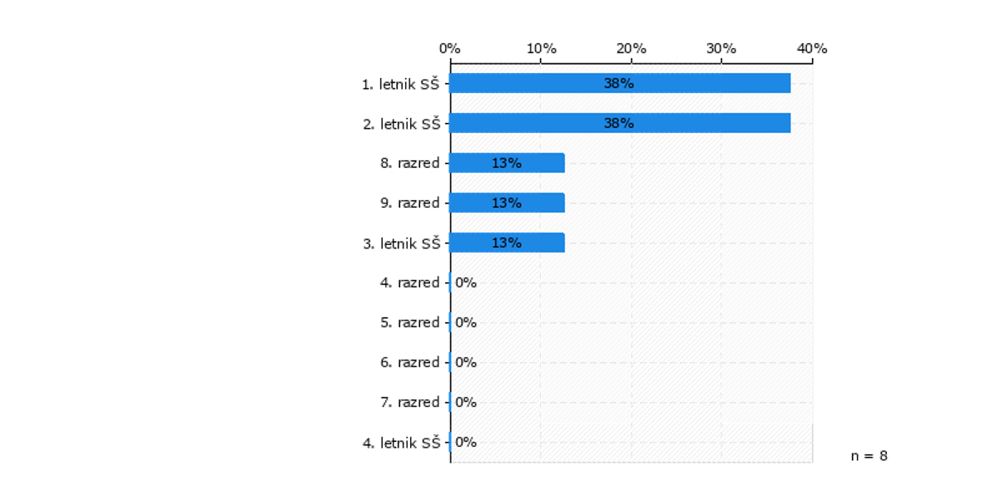 0% 10% 20% 30% 40%
1. letnik SŠ 38%
2. letnik SŠ 38%
8. razred 13%
9. razred 13%
3. letnik SŠ 13%
4. razred 0%
5. razred 0%
6. razred 0%
7. razred 0%
4. letnik SŠ 0%
n = 8